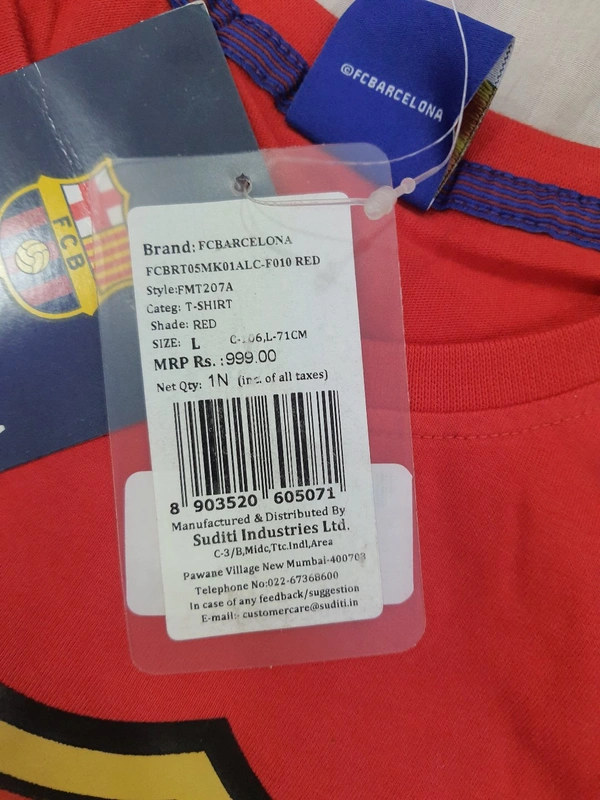 ©FCBARCELONA
FCB
Brand: FCBARCELONA
FCBRT05MK01ALC-F010 RED
Style:FMT207A
Categ: T-SHIRT
Shade: RED
SIZE: L C-106,L-71CM
MRP Rs. :999.00
Net Qty: 1N (inc. of all taxes)
8 903520 605071
Manufactured & Distributed By
Suditi Industries Ltd.
C-3/B,Midc,Ttc.Indl,Area
Pawane Village New Mumbai-400703
Telephone No:022-67368600
In case of any feedback/suggestion
E-mail:- customercare@suditi.in